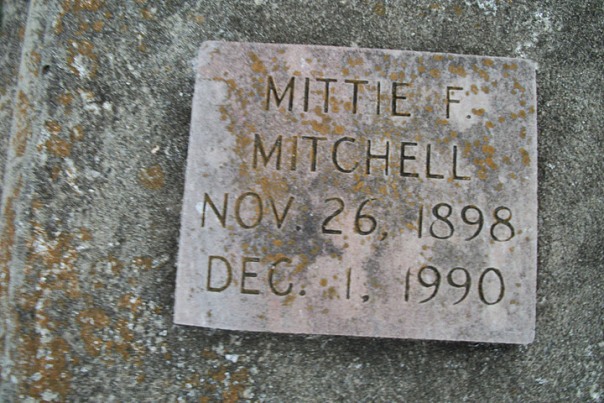 MITTIE F.
MITCHELL
NOV. 26, 1898
DEC. 1, 1990